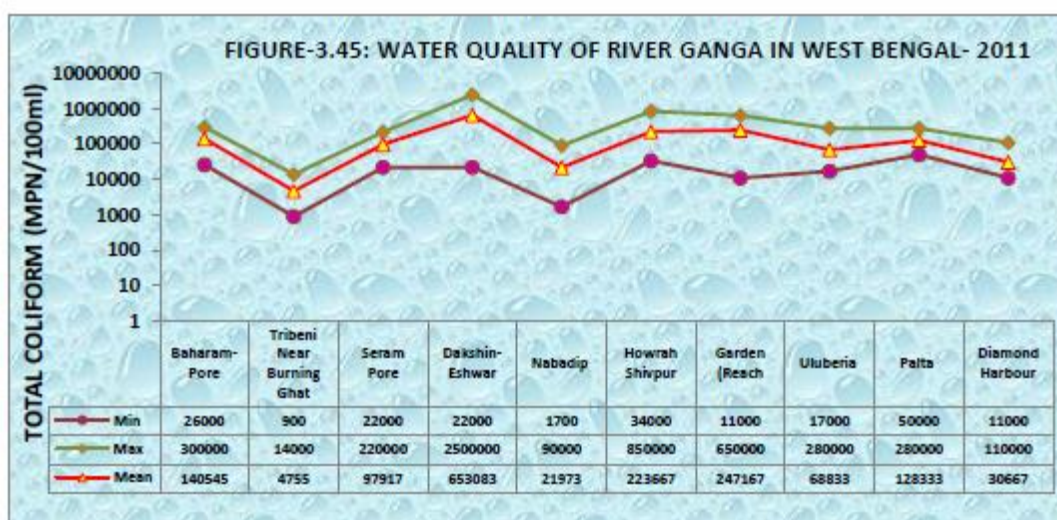 FIGURE-3.45: WATER QUALITY OF RIVER GANGA IN WEST BENGAL- 2011
TOTAL COLIFORM (MPN/100ml)
10000000
1000000
100000
10000
1000
100
10
1
Baharam-
Pore
Tribeni
Near
Burning
Ghat
Seram
Pore
Dakshin-
Eshwar
Nabadip
Howrah
Shivpur
Garden
(Reach
Uluberia
Palta
Diamond
Harbour
Min 26000 900 22000 22000 1700 34000 11000 17000 50000 11000
Max 300000 14000 220000 2500000 90000 850000 650000 280000 280000 110000
Mean 140545 4755 97917 653083 21973 223667 247167 68833 128333 30667